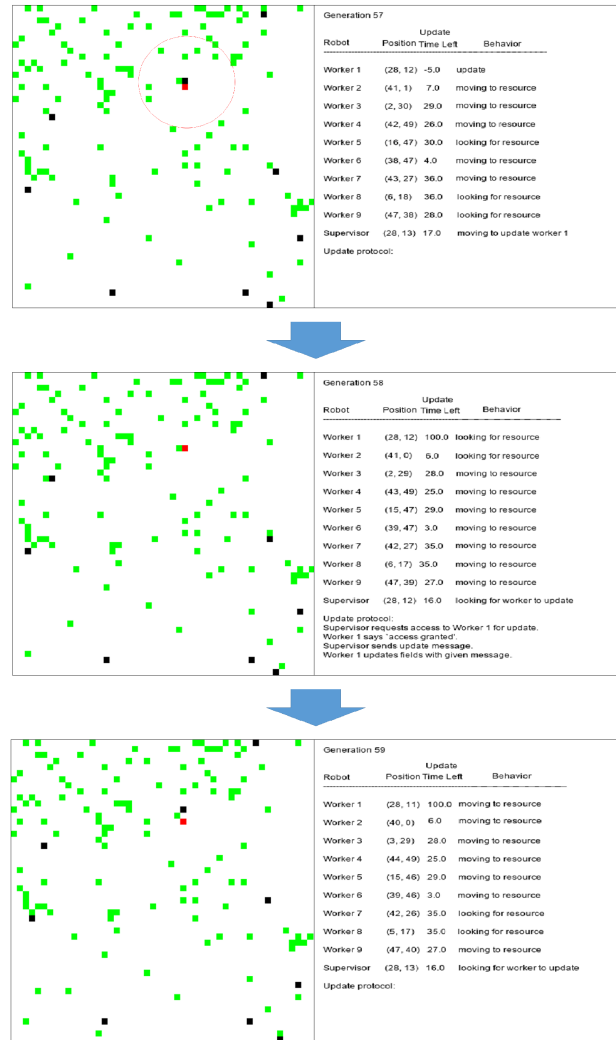 Generation 57
Update
Robot Position Time Left Behavior
Worker 1 (28, 12) -5.0 update
Worker 2 (41, 1) 7.0 moving to resource
Worker 3 (2, 30) 29.0 moving to resource
Worker 4 (42, 49) 26.0 moving to resource
Worker 5 (16, 47) 30.0 looking for resource
Worker 6 (38, 47) 4.0 moving to resource
Worker 7 (43, 27) 36.0 moving to resource
Worker 8 (6, 18) 36.0 looking for resource
Worker 9 (47, 38) 28.0 looking for resource
Supervisor (28, 13) 17.0 moving to update worker 1
Update protocol:
Generation 58
Update
Robot Position Time Left Behavior
Worker 1 (28, 12) 100.0 looking for resource
Worker 2 (41, 0) 6.0 looking for resource
Worker 3 (2, 29) 28.0 moving to resource
Worker 4 (43, 49) 25.0 moving to resource
Worker 5 (15, 47) 29.0 moving to resource
Worker 6 (39, 47) 3.0 moving to resource
Worker 7 (42, 27) 35.0 moving to resource
Worker 8 (6, 17) 35.0 moving to resource
Worker 9 (47, 39) 27.0 moving to resource
Supervisor (28, 12) 16.0 looking for worker to update
Update protocol:
Supervisor requests access to Worker 1 for update.
Worker 1 says 'access granted'.
Supervisor sends update message.
Worker 1 updates fields with given message.
Generation 59
Update
Robot Position Time Left Behavior
Worker 1 (28, 11) 100.0 moving to resource
Worker 2 (40, 0) 6.0 moving to resource
Worker 3 (3, 29) 28.0 moving to resource
Worker 4 (44, 49) 25.0 moving to resource
Worker 5 (15, 46) 29.0 moving to resource
Worker 6 (39, 46) 3.0 moving to resource
Worker 7 (42, 26) 35.0 looking for resource
Worker 8 (5, 17) 35.0 looking for resource
Worker 9 (47, 40) 27.0 moving to resource
Supervisor (28, 13) 16.0 looking for worker to update
Update protocol: